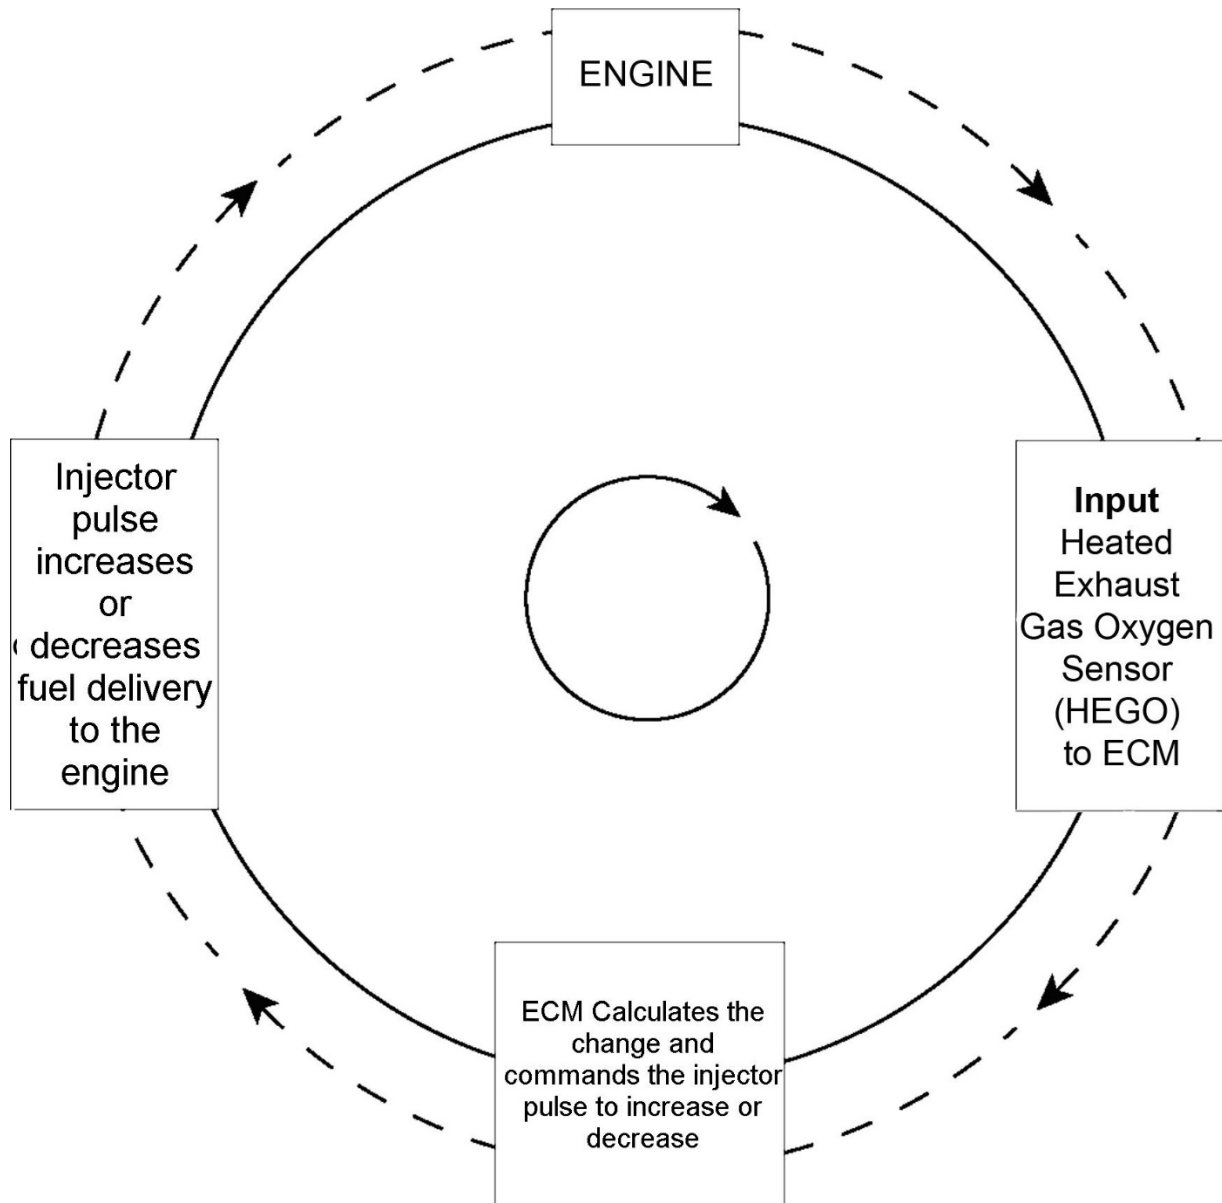 ENGINE
Injector
pulse
increases
or
decreases
fuel delivery
to the
engine
Input
Heated
Exhaust
Gas Oxygen
Sensor
(HEGO)
to ECM
ECM Calculates the
change and
commands the injector
pulse to increase or
decrease